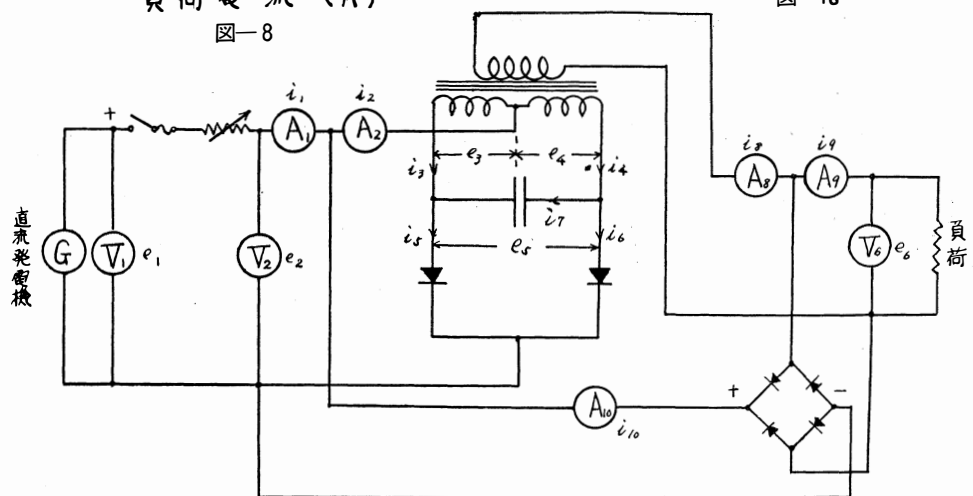 負荷電流(A)
図—8
図—10
i₁
i₂
+
A₁
A₂
e₃
e₄
i₃
i₄
i₈
i₉
A₈
A₉
i₇
直流発電機
G
V₁
e₁
V₂
e₂
i₅
e₅
i₆
V₆
e₆
負荷
+
−
A₁₀
i₁₀